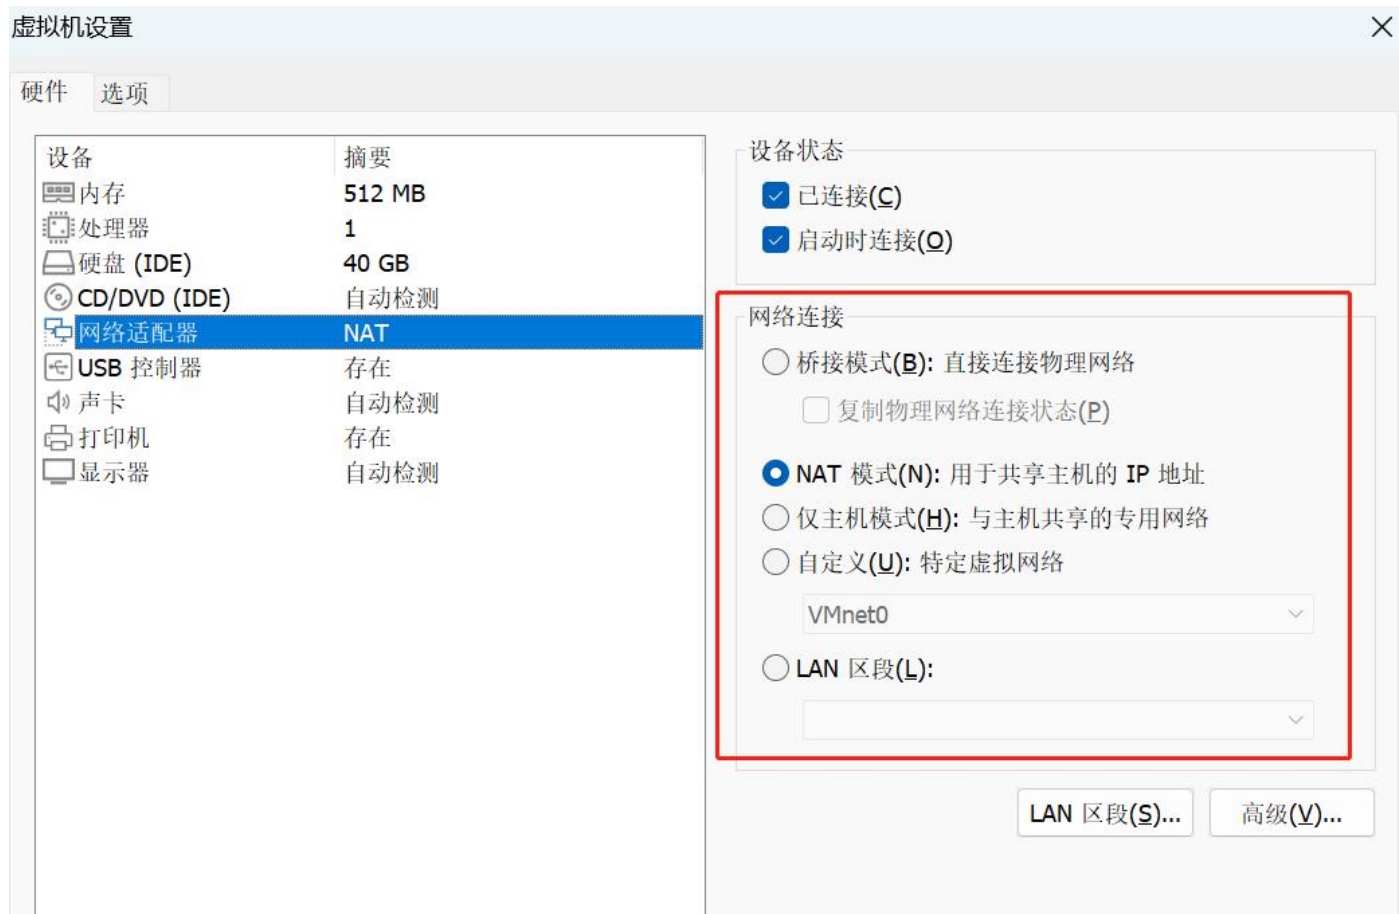 虚拟机设置
硬件 选项
设备 摘要
内存 512 MB
处理器 1
硬盘 (IDE) 40 GB
CD/DVD (IDE) 自动检测
网络适配器 NAT
USB 控制器 存在
声卡 自动检测
打印机 存在
显示器 自动检测
设备状态
已连接(C)
启动时连接(O)
网络连接
桥接模式(B): 直接连接物理网络
复制物理网络连接状态(P)
NAT 模式(N): 用于共享主机的 IP 地址
仅主机模式(H): 与主机共享的专用网络
自定义(U): 特定虚拟网络
VMnet0
LAN 区段(L):
LAN 区段(S)... 高级(V)...